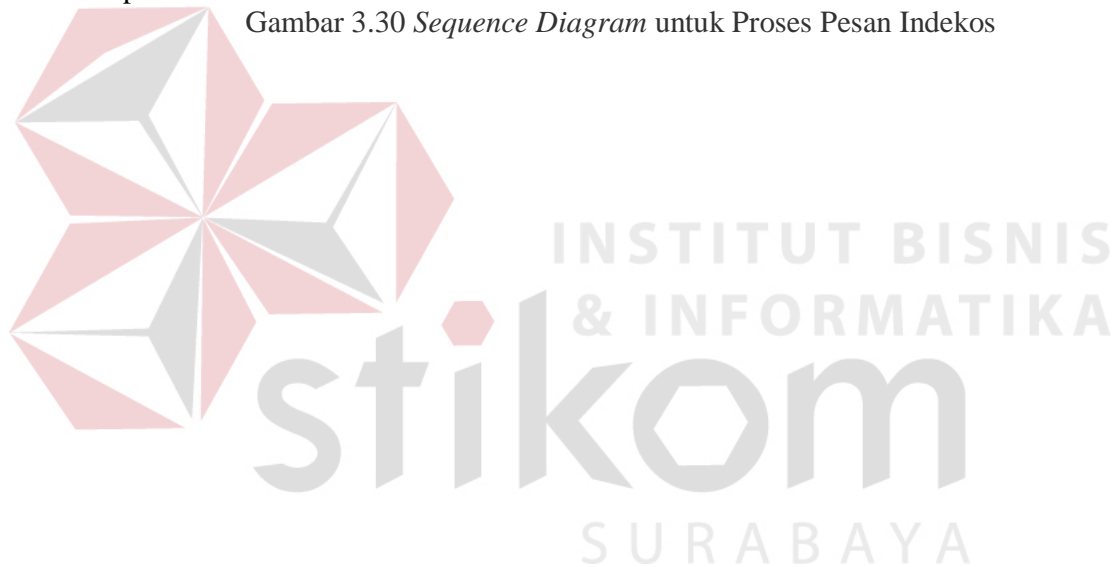 Gambar 3.30 Sequence Diagram untuk Proses Pesan Indekos
INSTITUT BISNIS
& INFORMATIKA
stikom
SURABAYA